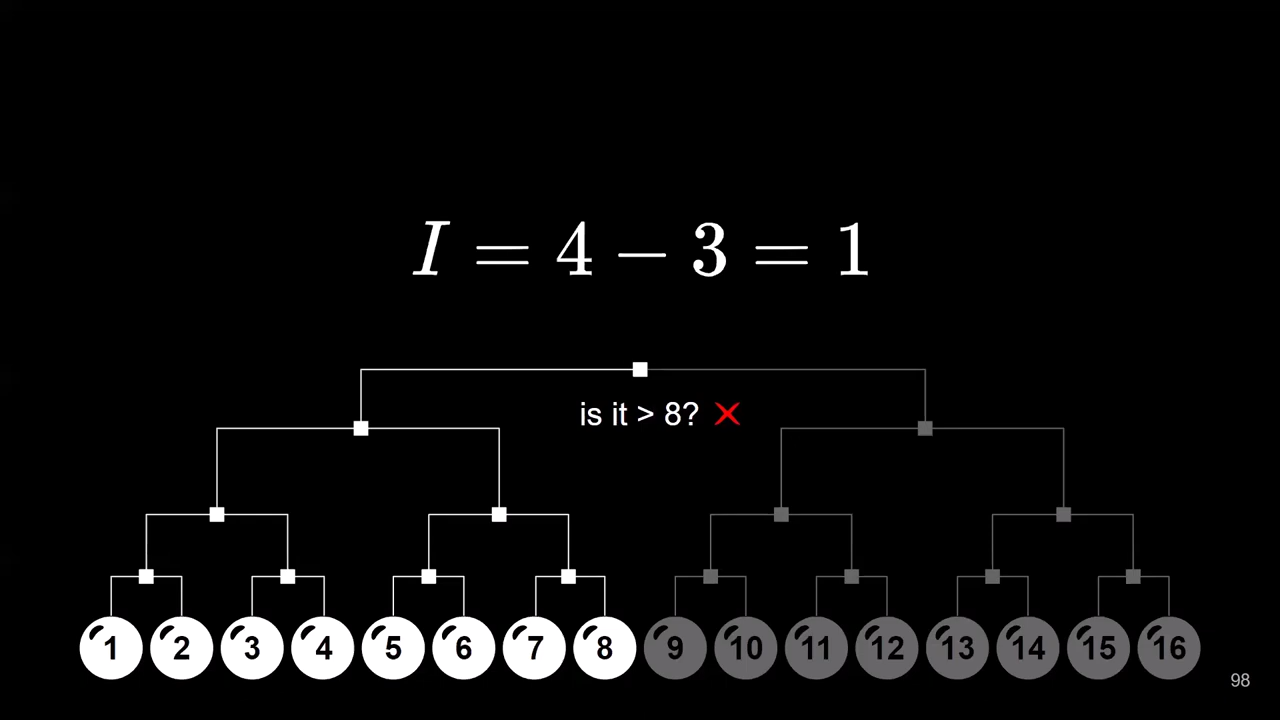 I = 4 − 3 = 1
is it > 8? ❌
1 2 3 4 5 6 7 8 9 10 11 12 13 14 15 16
98